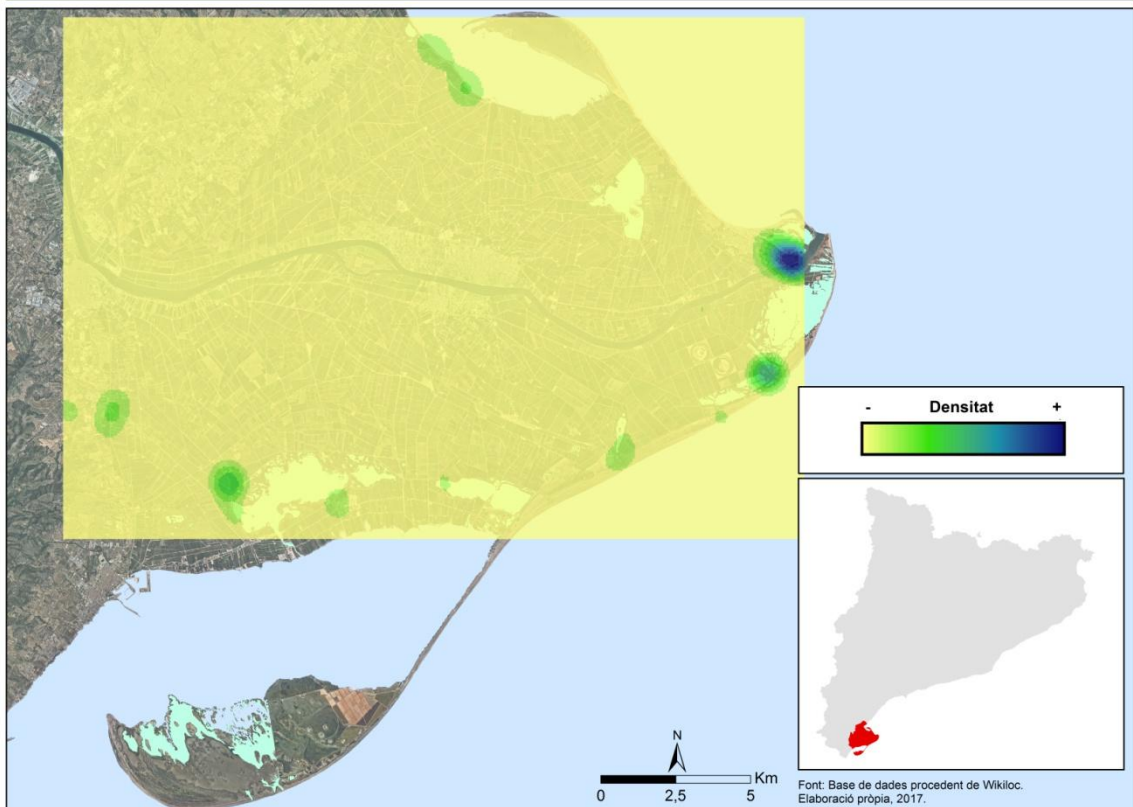 - Densitat +
N
Km
0 2,5 5
Font: Base de dades procedent de Wikiloc.
Elaboració pròpia, 2017.